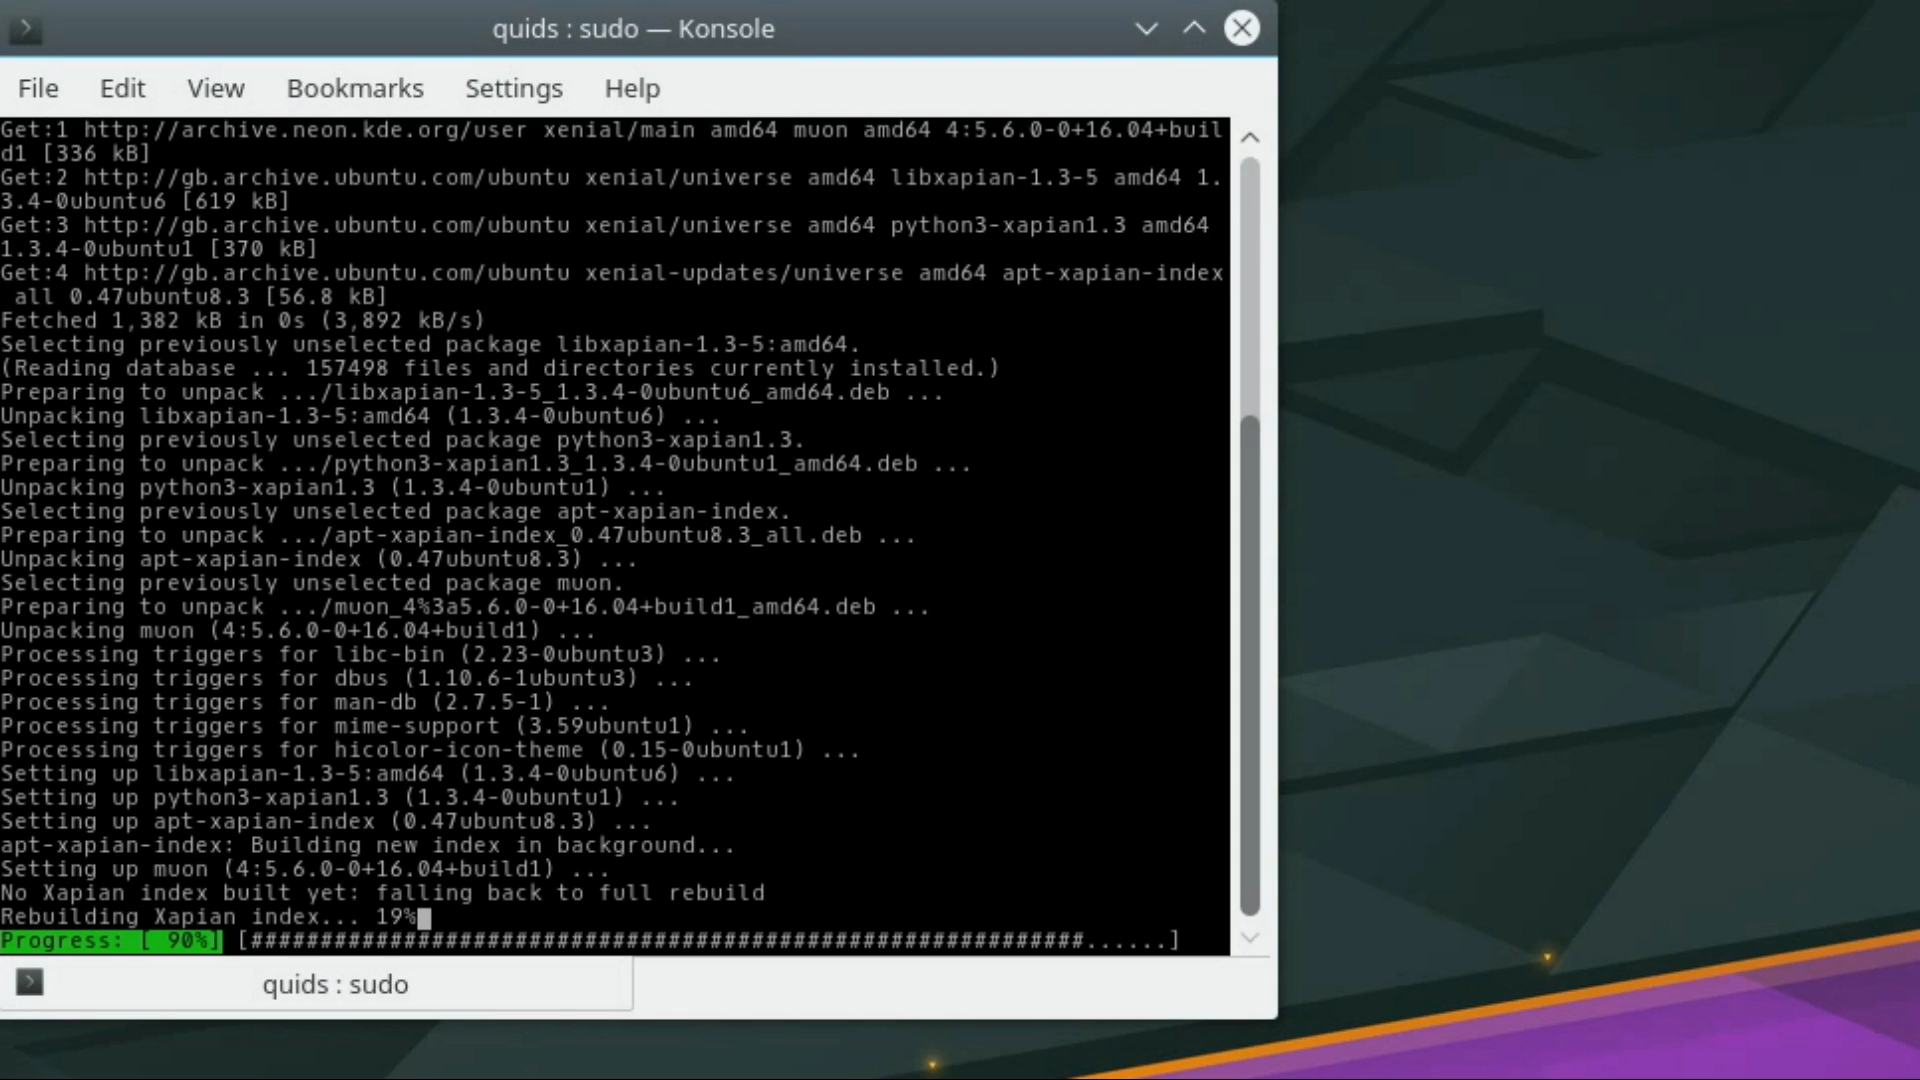 quids : sudo — Konsole
File Edit View Bookmarks Settings Help
Get:1 http://archive.neon.kde.org/user xenial/main amd64 muon amd64 4:5.6.0-0+16.04+buil
d1 [336 kB]
Get:2 http://gb.archive.ubuntu.com/ubuntu xenial/universe amd64 libxapian-1.3-5 amd64 1.
3.4-0ubuntu6 [619 kB]
Get:3 http://gb.archive.ubuntu.com/ubuntu xenial/universe amd64 python3-xapian1.3 amd64
1.3.4-0ubuntu1 [370 kB]
Get:4 http://gb.archive.ubuntu.com/ubuntu xenial-updates/universe amd64 apt-xapian-index
 all 0.47ubuntu8.3 [56.8 kB]
Fetched 1,382 kB in 0s (3,892 kB/s)
Selecting previously unselected package libxapian-1.3-5:amd64.
(Reading database ... 157498 files and directories currently installed.)
Preparing to unpack .../libxapian-1.3-5_1.3.4-0ubuntu6_amd64.deb ...
Unpacking libxapian-1.3-5:amd64 (1.3.4-0ubuntu6) ...
Selecting previously unselected package python3-xapian1.3.
Preparing to unpack .../python3-xapian1.3_1.3.4-0ubuntu1_amd64.deb ...
Unpacking python3-xapian1.3 (1.3.4-0ubuntu1) ...
Selecting previously unselected package apt-xapian-index.
Preparing to unpack .../apt-xapian-index_0.47ubuntu8.3_all.deb ...
Unpacking apt-xapian-index (0.47ubuntu8.3) ...
Selecting previously unselected package muon.
Preparing to unpack .../muon_4%3a5.6.0-0+16.04+build1_amd64.deb ...
Unpacking muon (4:5.6.0-0+16.04+build1) ...
Processing triggers for libc-bin (2.23-0ubuntu3) ...
Processing triggers for dbus (1.10.6-1ubuntu3) ...
Processing triggers for man-db (2.7.5-1) ...
Processing triggers for mime-support (3.59ubuntu1) ...
Processing triggers for hicolor-icon-theme (0.15-0ubuntu1) ...
Setting up libxapian-1.3-5:amd64 (1.3.4-0ubuntu6) ...
Setting up python3-xapian1.3 (1.3.4-0ubuntu1) ...
Setting up apt-xapian-index (0.47ubuntu8.3) ...
apt-xapian-index: Building new index in background...
Setting up muon (4:5.6.0-0+16.04+build1) ...
No Xapian index built yet: falling back to full rebuild
Rebuilding Xapian index... 19%
Progress: [ 90%] [############################################################......]
quids : sudo